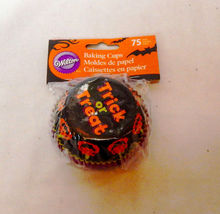 Wilton
75
Baking Cups
Moldes de papel
Caissettes en papier
Trick
or
Treat